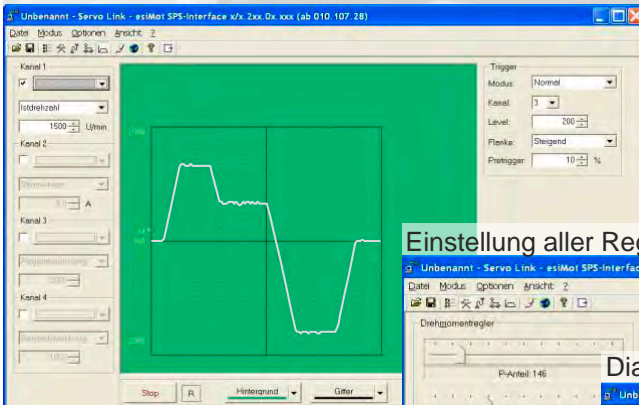 Unbenannt - Servo Link - esiMot SPS-Interface x/x.2xx.0x.xxx (ab 010.107.28)
Datei Modus Optionen Ansicht ?
Kanal 1
Istdrehzahl
1500 U/min
Kanal 2
A
Kanal 3
Kanal 4
Trigger
Modus: Normal
Kanal: 3
Level: 200
Flanke: Steigend
Pretrigger 10 %
Stop R Hintergrund Gitter
Einstellung aller Reg
Unbenannt - Servo Link - esiMot SPS-Interfac
Datei Modus Optionen Ansicht ?
Drehmomentregler
P-Anteil: 146
Dia
Unb